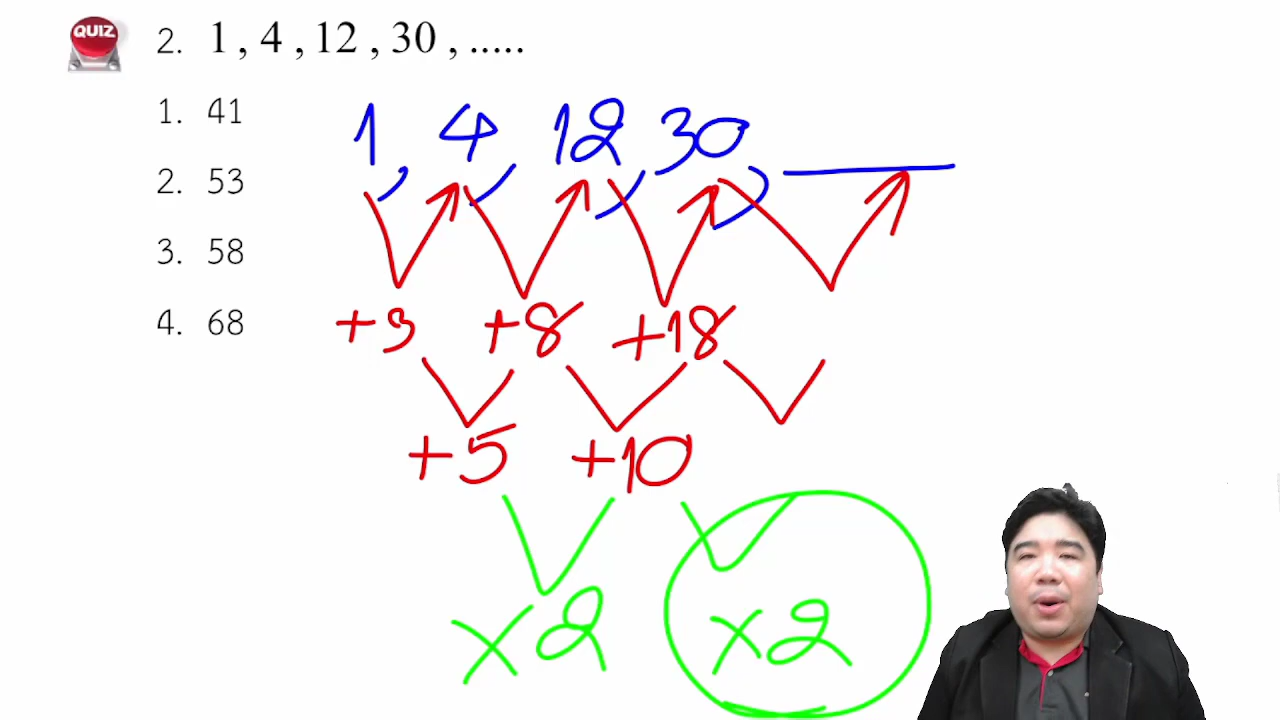 QUIZ
2. 1 , 4 , 12 , 30 , .....
1. 41
2. 53
3. 58
4. 68
1, 4, 12, 30,
+3 +8 +18
+5 +10
×2 ×2